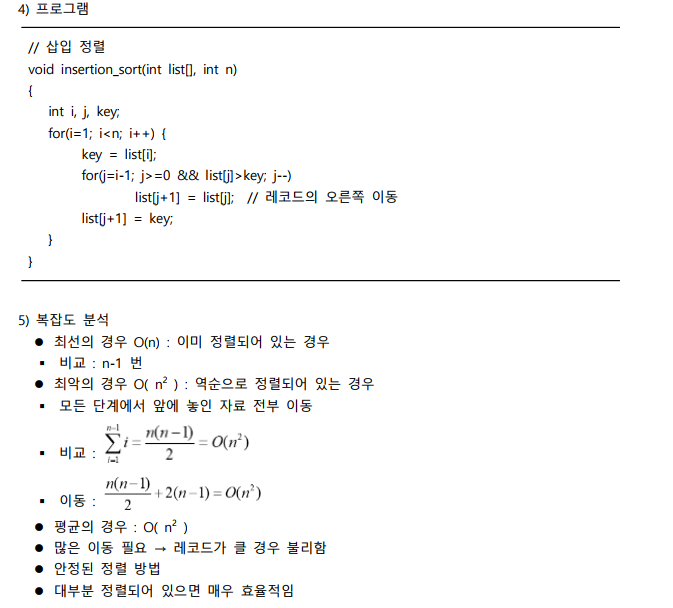 4) 프로그램
// 삽입 정렬
void insertion_sort(int list[], int n)
{
int i, j, key;
for(i=1; i<n; i++) {
key = list[i];
for(j=i-1; j>=0 && list[j]>key; j--)
list[j+1] = list[j]; // 레코드의 오른쪽 이동
list[j+1] = key;
}
}
5) 복잡도 분석
● 최선의 경우 O(n) : 이미 정렬되어 있는 경우
▪ 비교 : n-1 번
● 최악의 경우 O( n² ) : 역순으로 정렬되어 있는 경우
▪ 모든 단계에서 앞에 놓인 자료 전부 이동
▪ 비교 : \sum_{i=1}^{n-1} i = \frac{n(n-1)}{2} = O(n²)
▪ 이동 : \frac{n(n-1)}{2} + 2(n-1) = O(n²)
● 평균의 경우 : O( n² )
● 많은 이동 필요 → 레코드가 클 경우 불리함
● 안정된 정렬 방법
● 대부분 정렬되어 있으면 매우 효율적임